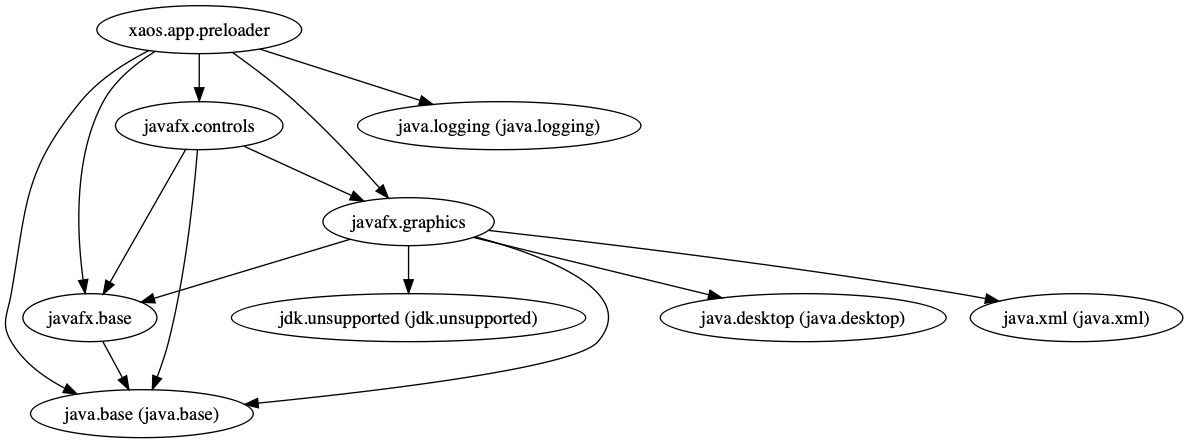 xaos.app.preloader
javafx.controls
java.logging (java.logging)
javafx.graphics
javafx.base
jdk.unsupported (jdk.unsupported)
java.desktop (java.desktop)
java.xml (java.xml)
java.base (java.base)